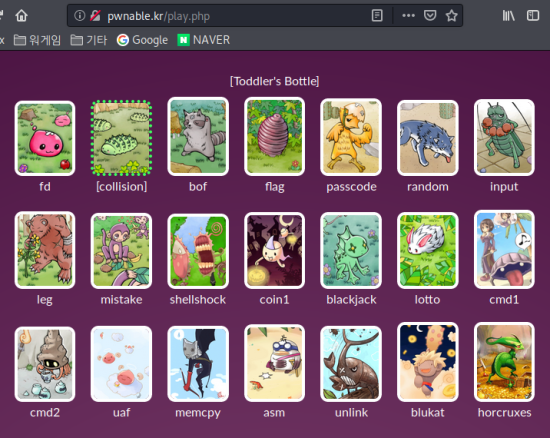 pwnable.kr/play.php
x 워게임 기타 Google NAVER
[Toddler's Bottle]
fd [collision] bof flag passcode random input
leg mistake shellshock coin1 blackjack lotto cmd1
cmd2 uaf memcpy asm unlink blukat horcruxes